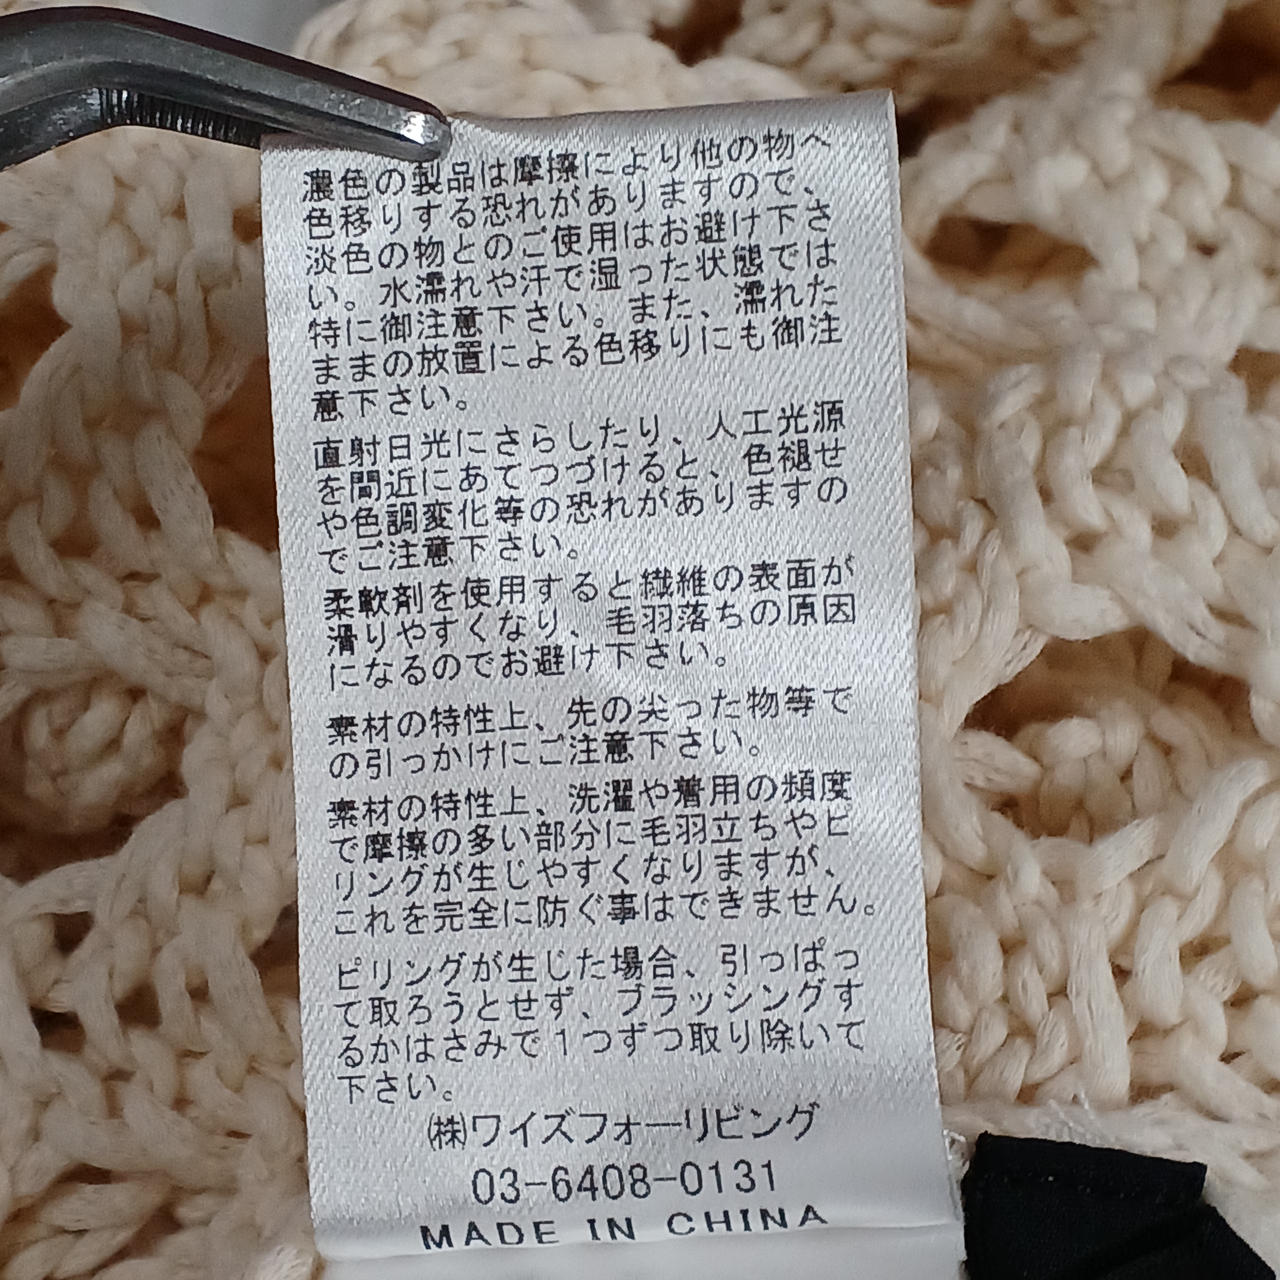 濃色の製品は摩擦により他の物へ
色移りする恐れがありますので、
淡色の物とのご使用はお避け下さ
い。水濡れや汗で湿った状態では
特に御注意下さい。また、濡れた
ままの放置による色移りにも御注
意下さい。
直射日光にさらしたり、人工光源
を間近にあてつづけると、色褪せ
や色調変化等の恐れがありますの
でご注意下さい。
柔軟剤を使用すると繊維の表面が
滑りやすくなり、毛羽落ちの原因
になるのでお避け下さい。
素材の特性上、先の尖った物等で
の引っかけにご注意下さい。
素材の特性上、洗濯や着用の頻度
で摩擦の多い部分に毛羽立ちやピ
リングが生じやすくなりますが、
これを完全に防ぐ事はできません。
ピリングが生じた場合、引っぱっ
て取ろうとせず、ブラッシングす
るかはさみで1つずつ取り除いて
下さい。
㈱ワイズフォーリビング
03-6408-0131
MADE IN CHINA